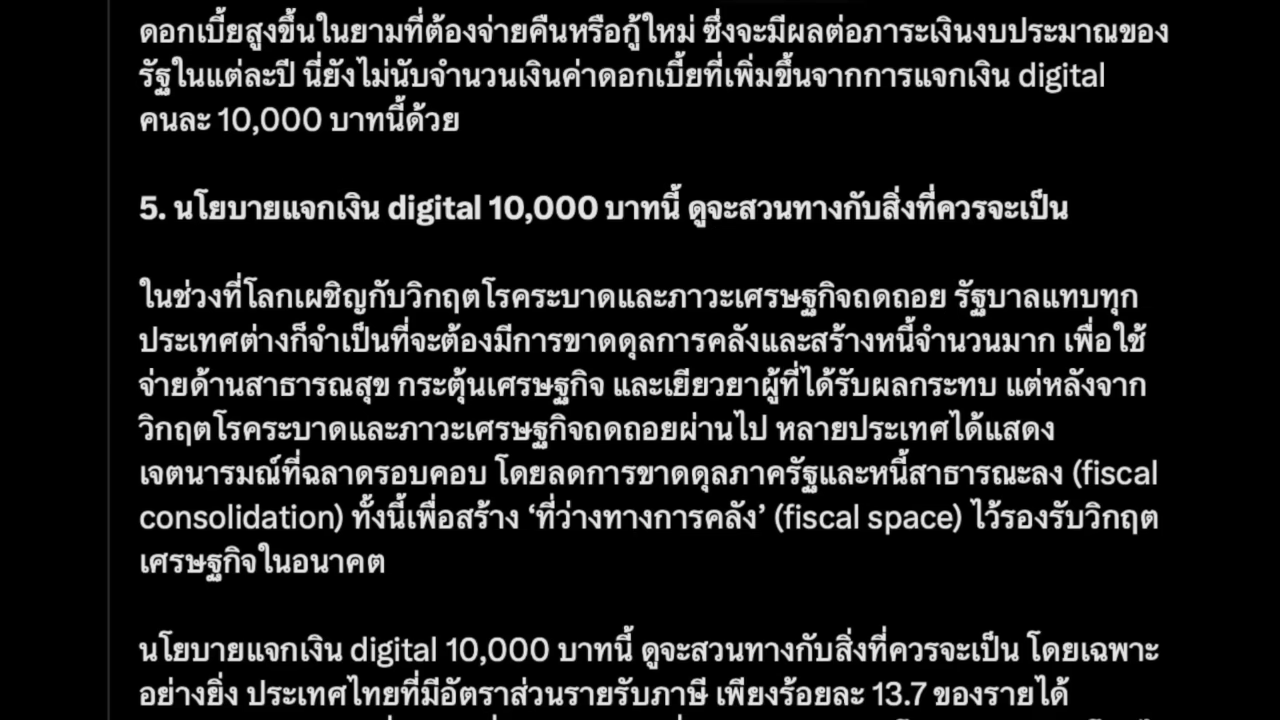 ดอกเบี้ยสูงขึ้นในยามที่ต้องจ่ายคืนหรือกู้ใหม่ ซึ่งจะมีผลต่อภาระเงินงบประมาณของ
รัฐในแต่ละปี นี่ยังไม่นับจำนวนเงินค่าดอกเบี้ยที่เพิ่มขึ้นจากการแจกเงิน digital
คนละ 10,000 บาทนี้ด้วย
5. นโยบายแจกเงิน digital 10,000 บาทนี้ ดูจะสวนทางกับสิ่งที่ควรจะเป็น
ในช่วงที่โลกเผชิญกับวิกฤตโรคระบาดและภาวะเศรษฐกิจถดถอย รัฐบาลแทบทุก
ประเทศต่างก็จำเป็นที่จะต้องมีการขาดดุลการคลังและสร้างหนี้จำนวนมาก เพื่อใช้
จ่ายด้านสาธารณสุข กระตุ้นเศรษฐกิจ และเยียวยาผู้ที่ได้รับผลกระทบ แต่หลังจาก
วิกฤตโรคระบาดและภาวะเศรษฐกิจถดถอยผ่านไป หลายประเทศได้แสดง
เจตนารมณ์ที่ฉลาดรอบคอบ โดยลดการขาดดุลภาครัฐและหนี้สาธารณะลง (fiscal
consolidation) ทั้งนี้เพื่อสร้าง ‘ที่ว่างทางการคลัง’ (fiscal space) ไว้รองรับวิกฤต
เศรษฐกิจในอนาคต
นโยบายแจกเงิน digital 10,000 บาทนี้ ดูจะสวนทางกับสิ่งที่ควรจะเป็น โดยเฉพาะ
อย่างยิ่ง ประเทศไทยที่มีอัตราส่วนรายรับภาษี เพียงร้อยละ 13.7 ของรายได้